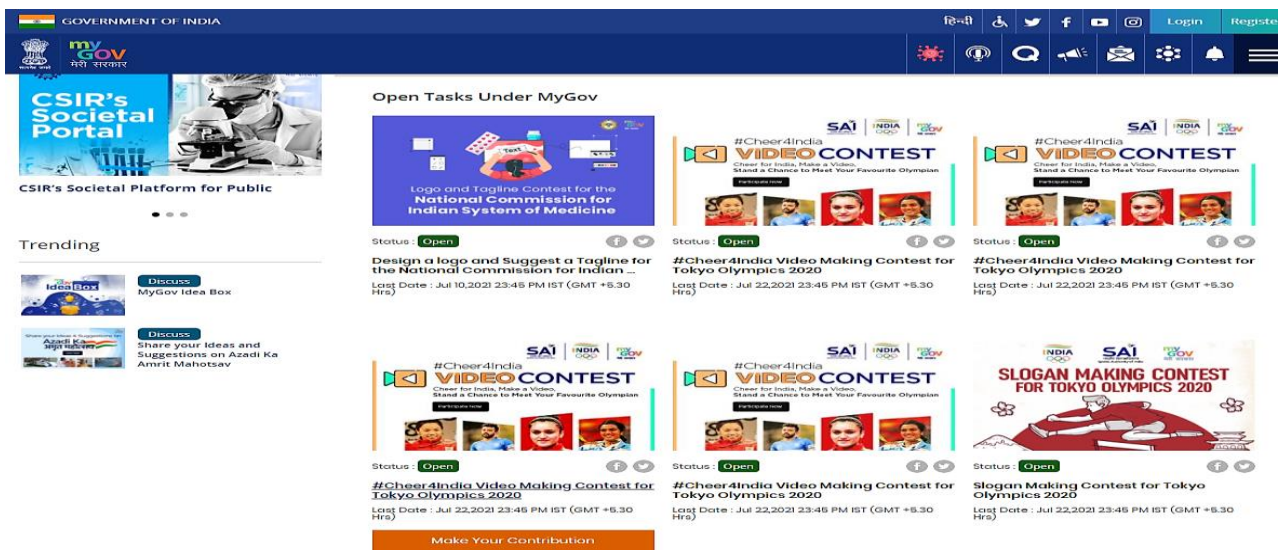 GOVERNMENT OF INDIA
हिन्दी
Login
Registe
my
GOV
मेरी सरकार
CSIR's
Societal
Portal
CSIR's Societal Platform for Public
Trending
Idea Box
Discuss
MyGov Idea Box
Azadi Ka
अमृत महोत्सव
Discuss
Share your Ideas and
Suggestions on Azadi Ka
Amrit Mahotsav
Open Tasks Under MyGov
Text
Logo and Tagline Contest for the
National Commission for
Indian System of Medicine
Status : Open
Design a logo and Suggest a Tagline for
the National Commission for Indian ...
Last Date : Jul 10,2021 23:45 PM IST (GMT +5.30
Hrs)
SAI INDIA my GOV
#Cheer4India
VIDEO CONTEST
Cheer for India, Make a Video,
Stand a Chance to Meet Your Favourite Olympian
Participate Now
Status : Open
#Cheer4India Video Making Contest for
Tokyo Olympics 2020
Last Date : Jul 22,2021 23:45 PM IST (GMT +5.30
Hrs)
SAI INDIA my GOV
#Cheer4India
VIDEO CONTEST
Cheer for India, Make a Video,
Stand a Chance to Meet Your Favourite Olympian
Participate Now
Status : Open
#Cheer4India Video Making Contest for
Tokyo Olympics 2020
Last Date : Jul 22,2021 23:45 PM IST (GMT +5.30
Hrs)
SAI INDIA my GOV
#Cheer4India
VIDEO CONTEST
Cheer for India, Make a Video,
Stand a Chance to Meet Your Favourite Olympian
Participate Now
Status : Open
#Cheer4India Video Making Contest for
Tokyo Olympics 2020
Last Date : Jul 22,2021 23:45 PM IST (GMT +5.30
Hrs)
Make Your Contribution
SAI INDIA my GOV
#Cheer4India
VIDEO CONTEST
Cheer for India, Make a Video,
Stand a Chance to Meet Your Favourite Olympian
Participate Now
Status : Open
#Cheer4India Video Making Contest for
Tokyo Olympics 2020
Last Date : Jul 22,2021 23:45 PM IST (GMT +5.30
Hrs)
INDIA SAI my GOV
SLOGAN MAKING CONTEST
FOR TOKYO OLYMPICS 2020
Status : Open
Slogan Making Contest for Tokyo
Olympics 2020
Last Date : Jul 22,2021 23:45 PM IST (GMT +5.30
Hrs)